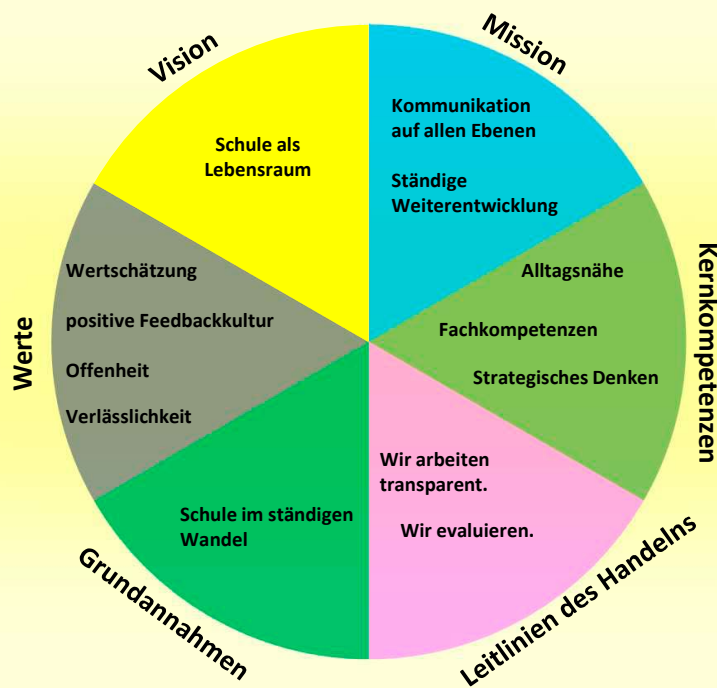 Vision
Schule als
Lebensraum
Mission
Kommunikation
auf allen Ebenen
Ständige
Weiterentwicklung
Kernkompetenzen
Alltagsnähe
Fachkompetenzen
Strategisches Denken
Leitlinien des Handelns
Wir arbeiten
transparent.
Wir evaluieren.
Grundannahmen
Schule im ständigen
Wandel
Werte
Wertschätzung
positive Feedbackkultur
Offenheit
Verlässlichkeit